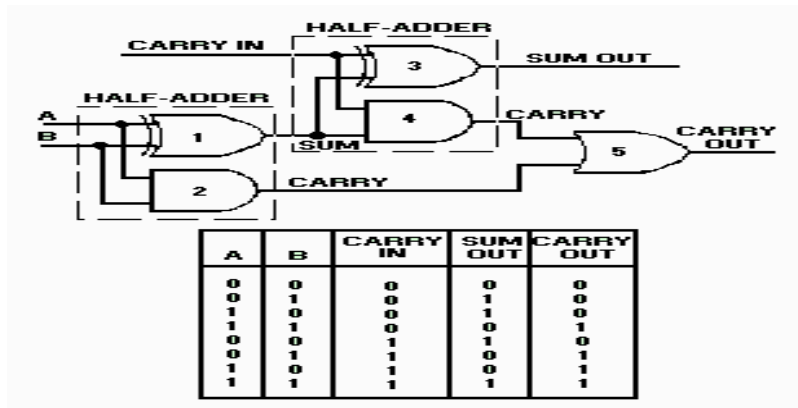 HALF-ADDER
CARRY IN
3
SUM OUT
HALF-ADDER
A
B
1
4
CARRY
SUM
5
CARRY OUT
2
CARRY
A B CARRY IN SUM OUT CARRY OUT
0 0 0 0 0
0 1 0 1 0
1 0 0 1 0
1 1 0 0 1
0 0 1 1 0
0 1 1 0 1
1 0 1 0 1
1 1 1 1 1